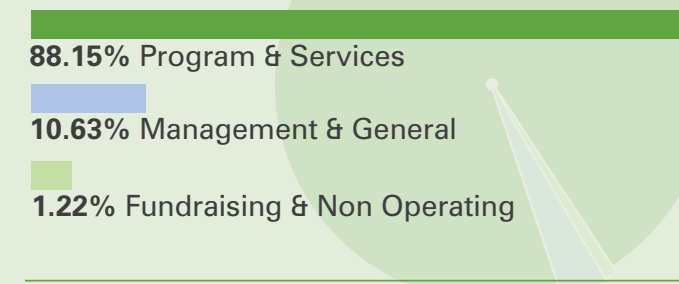 88.15% Program & Services
10.63% Management & General
1.22% Fundraising & Non Operating